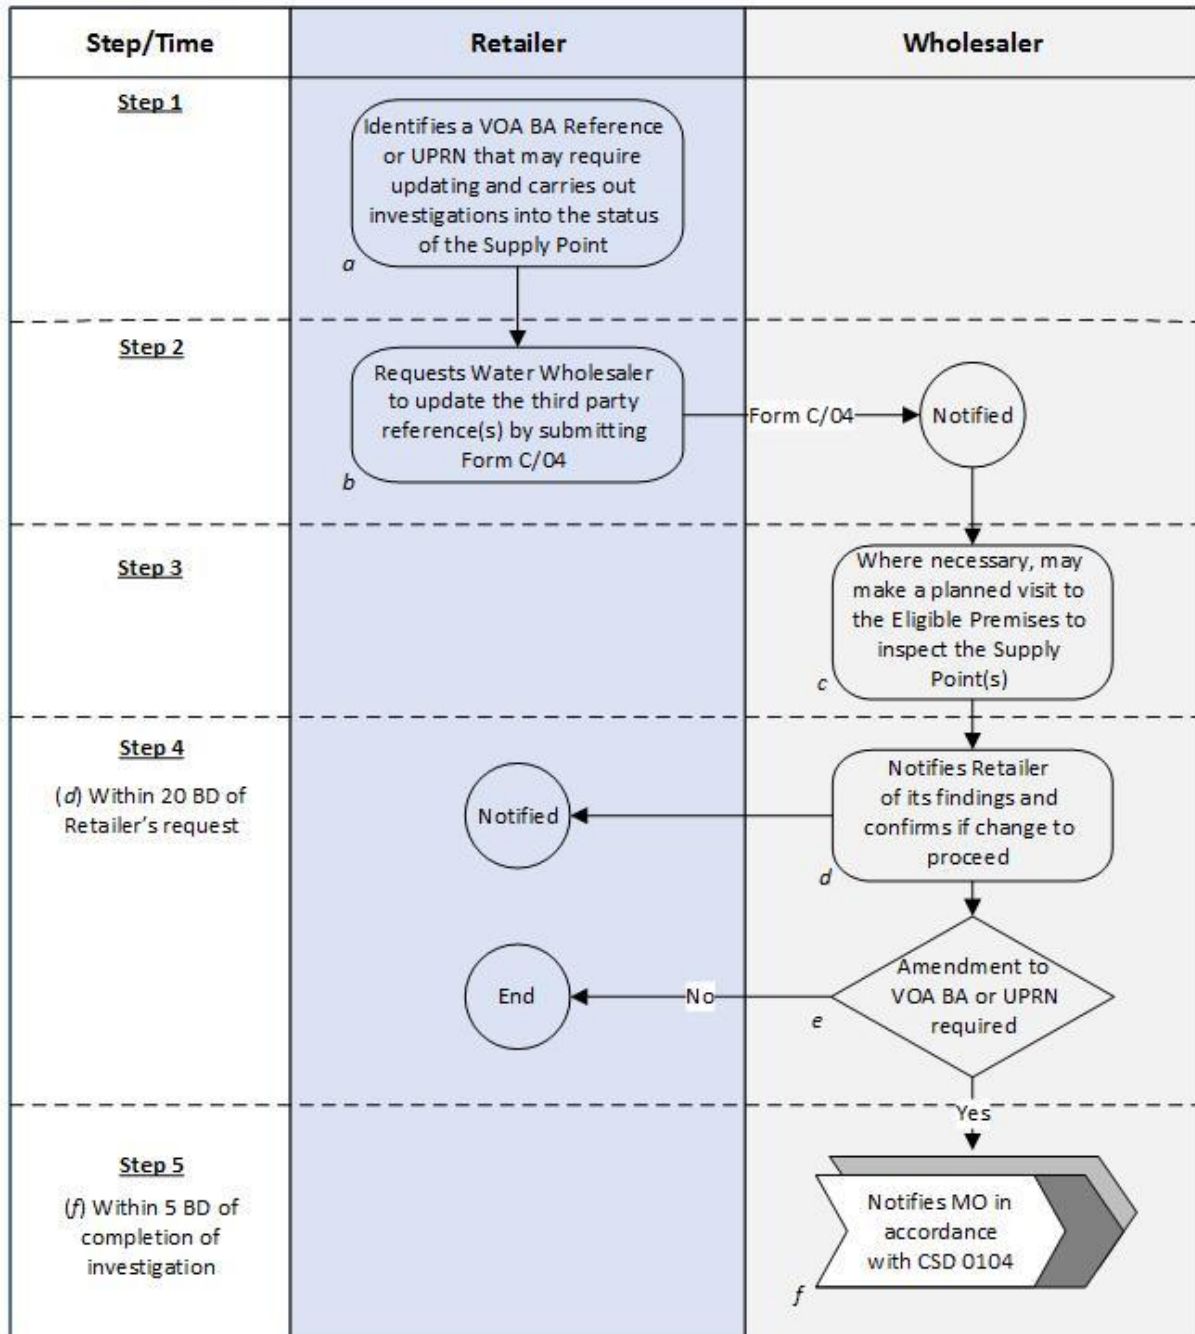 Step/Time
Retailer
Wholesaler
Step 1
Identifies a VOA BA Reference
or UPRN that may require
updating and carries out
investigations into the status
of the Supply Point
a
Step 2
Requests Water Wholesaler
to update the third party
reference(s) by submitting
Form C/04
b
Form C/04
Notified
Step 3
Where necessary, may
make a planned visit to
the Eligible Premises to
inspect the Supply
Point(s)
c
Step 4
(d) Within 20 BD of
Retailer's request
Notified
Notifies Retailer
of its findings and
confirms if change to
proceed
d
End
No
Amendment to
VOA BA or UPRN
required
e
Yes
Step 5
(f) Within 5 BD of
completion of
investigation
Notifies MO in
accordance
with CSD 0104
f